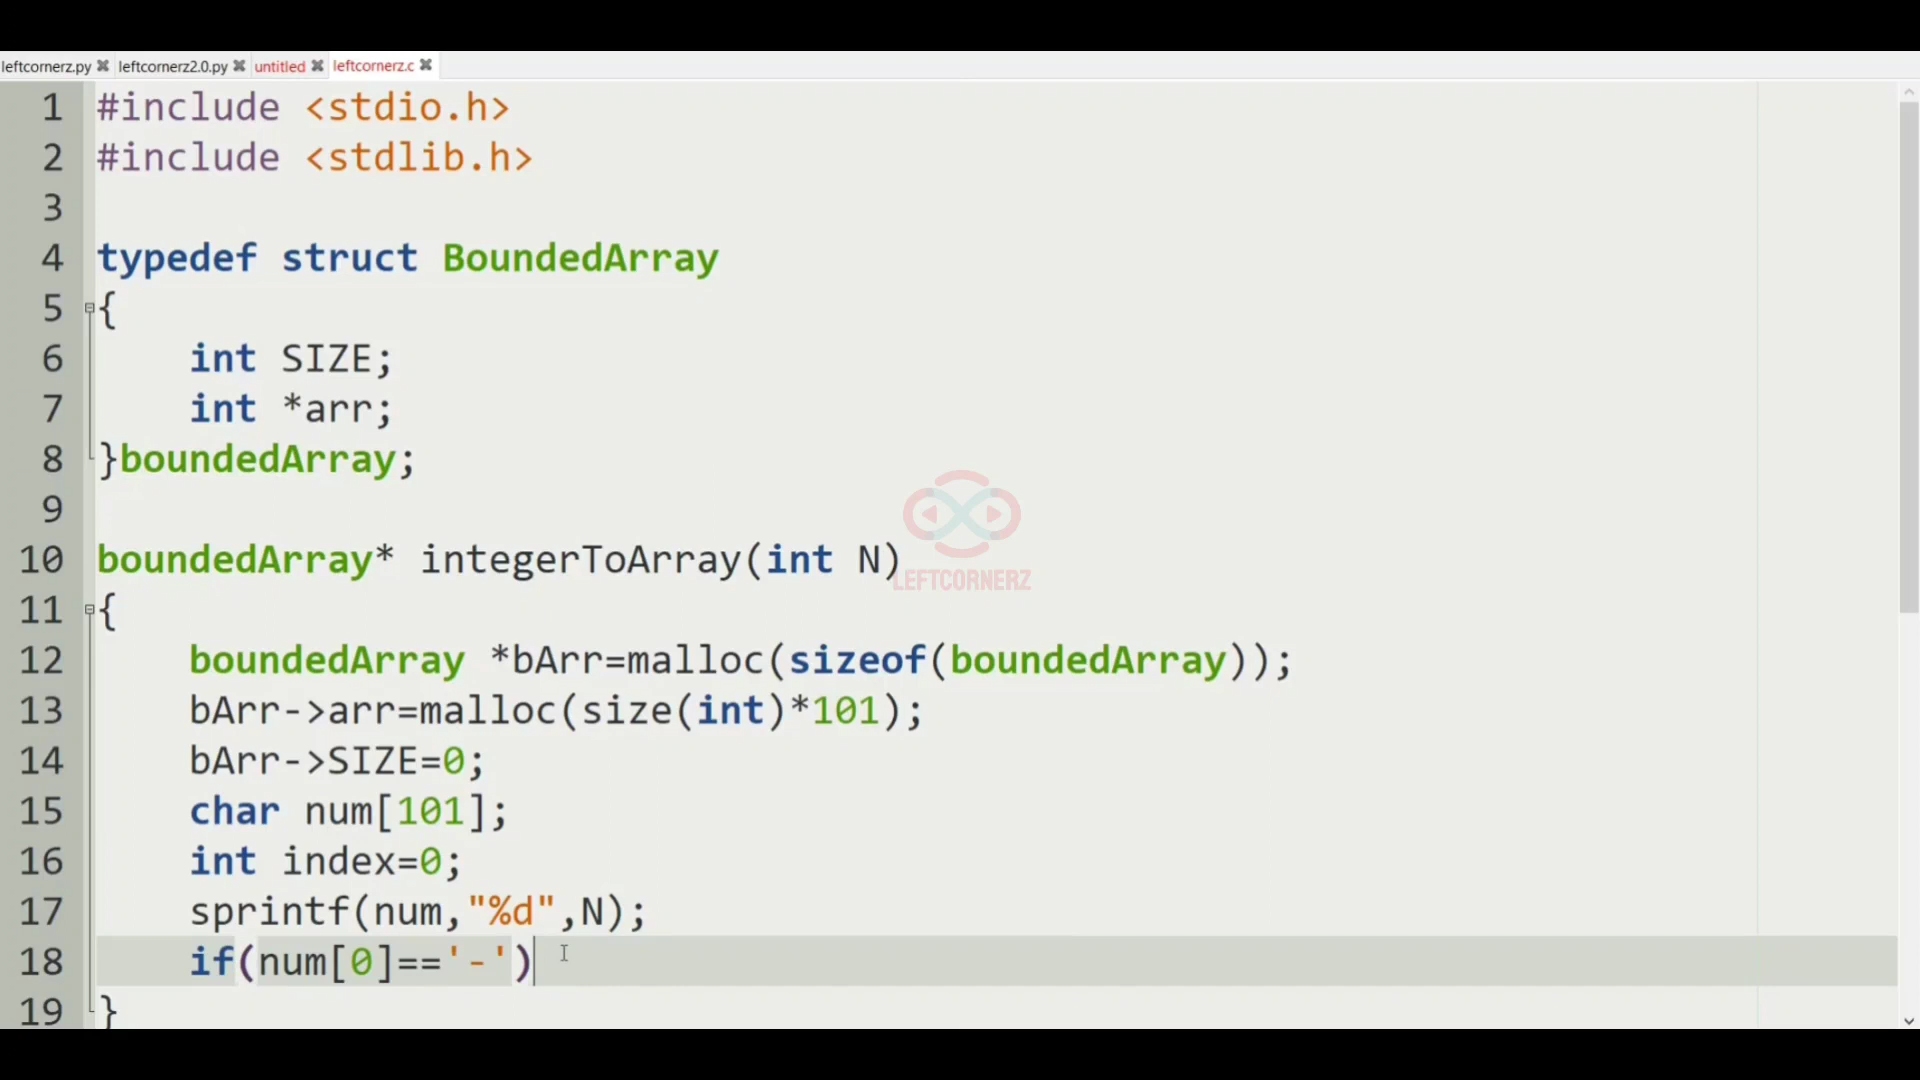 leftcornerz.py leftcornerz2.0.py untitled leftcornerz.c
1 #include <stdio.h>
2 #include <stdlib.h>
3
4 typedef struct BoundedArray
5 {
6 int SIZE;
7 int *arr;
8 }boundedArray;
9
10 boundedArray* integerToArray(int N)
LEFTCORNERZ
11 {
12 boundedArray *bArr=malloc(sizeof(boundedArray));
13 bArr->arr=malloc(size(int)*101);
14 bArr->SIZE=0;
15 char num[101];
16 int index=0;
17 sprintf(num,"%d",N);
18 if(num[0]=='-')
19 }